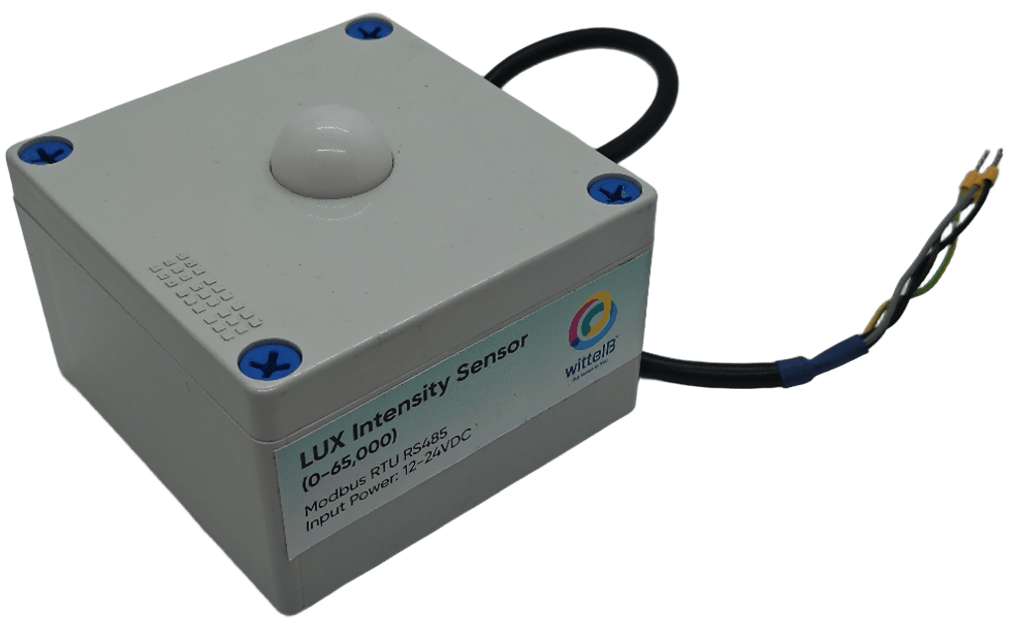 LUX Intensity Sensor
(0-65,000)
Modbus RTU RS485
Input Power: 12-24VDC
wittelB